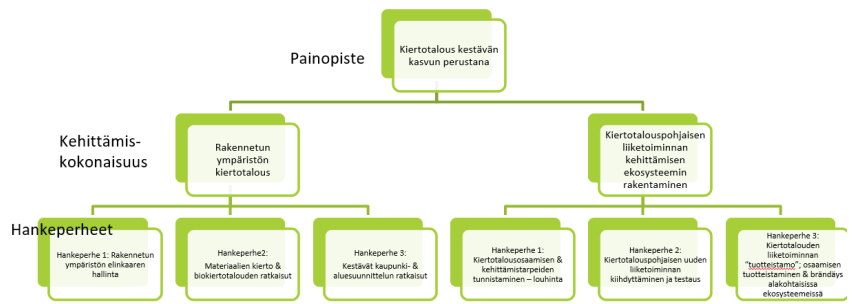 Painopiste
Kiertotalous kestävän
kasvun perustana
Kehittämis-
kokonaisuus
Rakennetun
ympäristön
kiertotalous
Kiertotalouspohjaisen
liiketoiminnan
kehittämisen
ekosysteemin
rakentaminen
Hankeperheet
Hankeperhe 1: Rakennetun
ympäristön elinkaaren
hallinta
Hankeperhe2:
Materiaalien kierto &
biokiertotalouden ratkaisut
Hankeperhe 3:
Kestävät kaupunki- &
aluesuunnittelun ratkaisut
Hankeperhe 1:
Kiertotalousosaamisen &
kehittämistarpeiden
tunnistaminen – louhinta
Hankeperhe 2:
Kiertotalouspohjaisen uuden
liiketoiminnan
kiihdyttäminen ja testaus
Hankeperhe 3:
Kiertotalouden
liiketoiminnan
"tuotteistamo"; osaamisen
tuotteistaminen & brändäys
alakohtaisissa
ekosysteemeissä